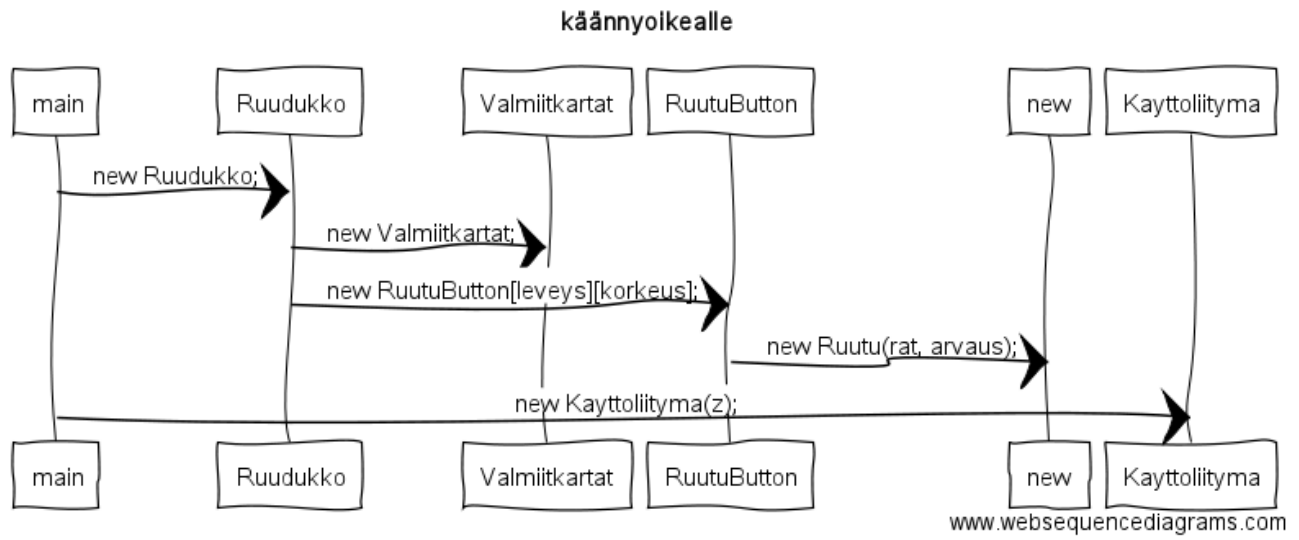 käännyoikealle
main
Ruudukko
Valmiitkartat
RuutuButton
new
Kayttoliityma
new Ruudukko;
new Valmiitkartat;
new RuutuButton[leveys][korkeus];
new Ruutu(rat, arvaus);
new Kayttoliityma(z);
main
Ruudukko
Valmiitkartat
RuutuButton
new
Kayttoliityma
www.websequencediagrams.com